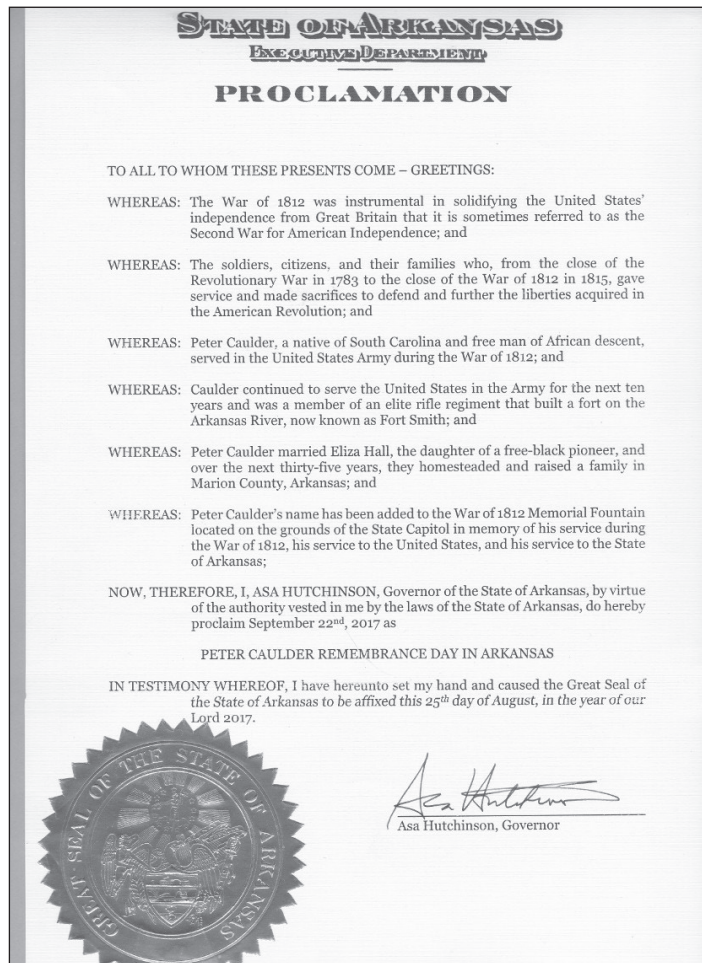 STATE OF ARKANSAS
EXECUTIVE DEPARTMENT
PROCLAMATION
TO ALL TO WHOM THESE PRESENTS COME – GREETINGS:
WHEREAS: The War of 1812 was instrumental in solidifying the United States'
independence from Great Britain that it is sometimes referred to as the
Second War for American Independence; and
WHEREAS: The soldiers, citizens, and their families who, from the close of the
Revolutionary War in 1783 to the close of the War of 1812 in 1815, gave
service and made sacrifices to defend and further the liberties acquired in
the American Revolution; and
WHEREAS: Peter Caulder, a native of South Carolina and free man of African descent,
served in the United States Army during the War of 1812; and
WHEREAS: Caulder continued to serve the United States in the Army for the next ten
years and was a member of an elite rifle regiment that built a fort on the
Arkansas River, now known as Fort Smith; and
WHEREAS: Peter Caulder married Eliza Hall, the daughter of a free-black pioneer, and
over the next thirty-five years, they homesteaded and raised a family in
Marion County, Arkansas; and
WHEREAS: Peter Caulder's name has been added to the War of 1812 Memorial Fountain
located on the grounds of the State Capitol in memory of his service during
the War of 1812, his service to the United States, and his service to the State
of Arkansas;
NOW, THEREFORE, I, ASA HUTCHINSON, Governor of the State of Arkansas, by virtue
of the authority vested in me by the laws of the State of Arkansas, do hereby
proclaim September 22nd, 2017 as
PETER CAULDER REMEMBRANCE DAY IN ARKANSAS
IN TESTIMONY WHEREOF, I have hereunto set my hand and caused the Great Seal of
the State of Arkansas to be affixed this 25th day of August, in the year of our
Lord 2017.
Asa Hutchinson
Asa Hutchinson, Governor
GREAT SEAL OF THE STATE OF ARKANSAS